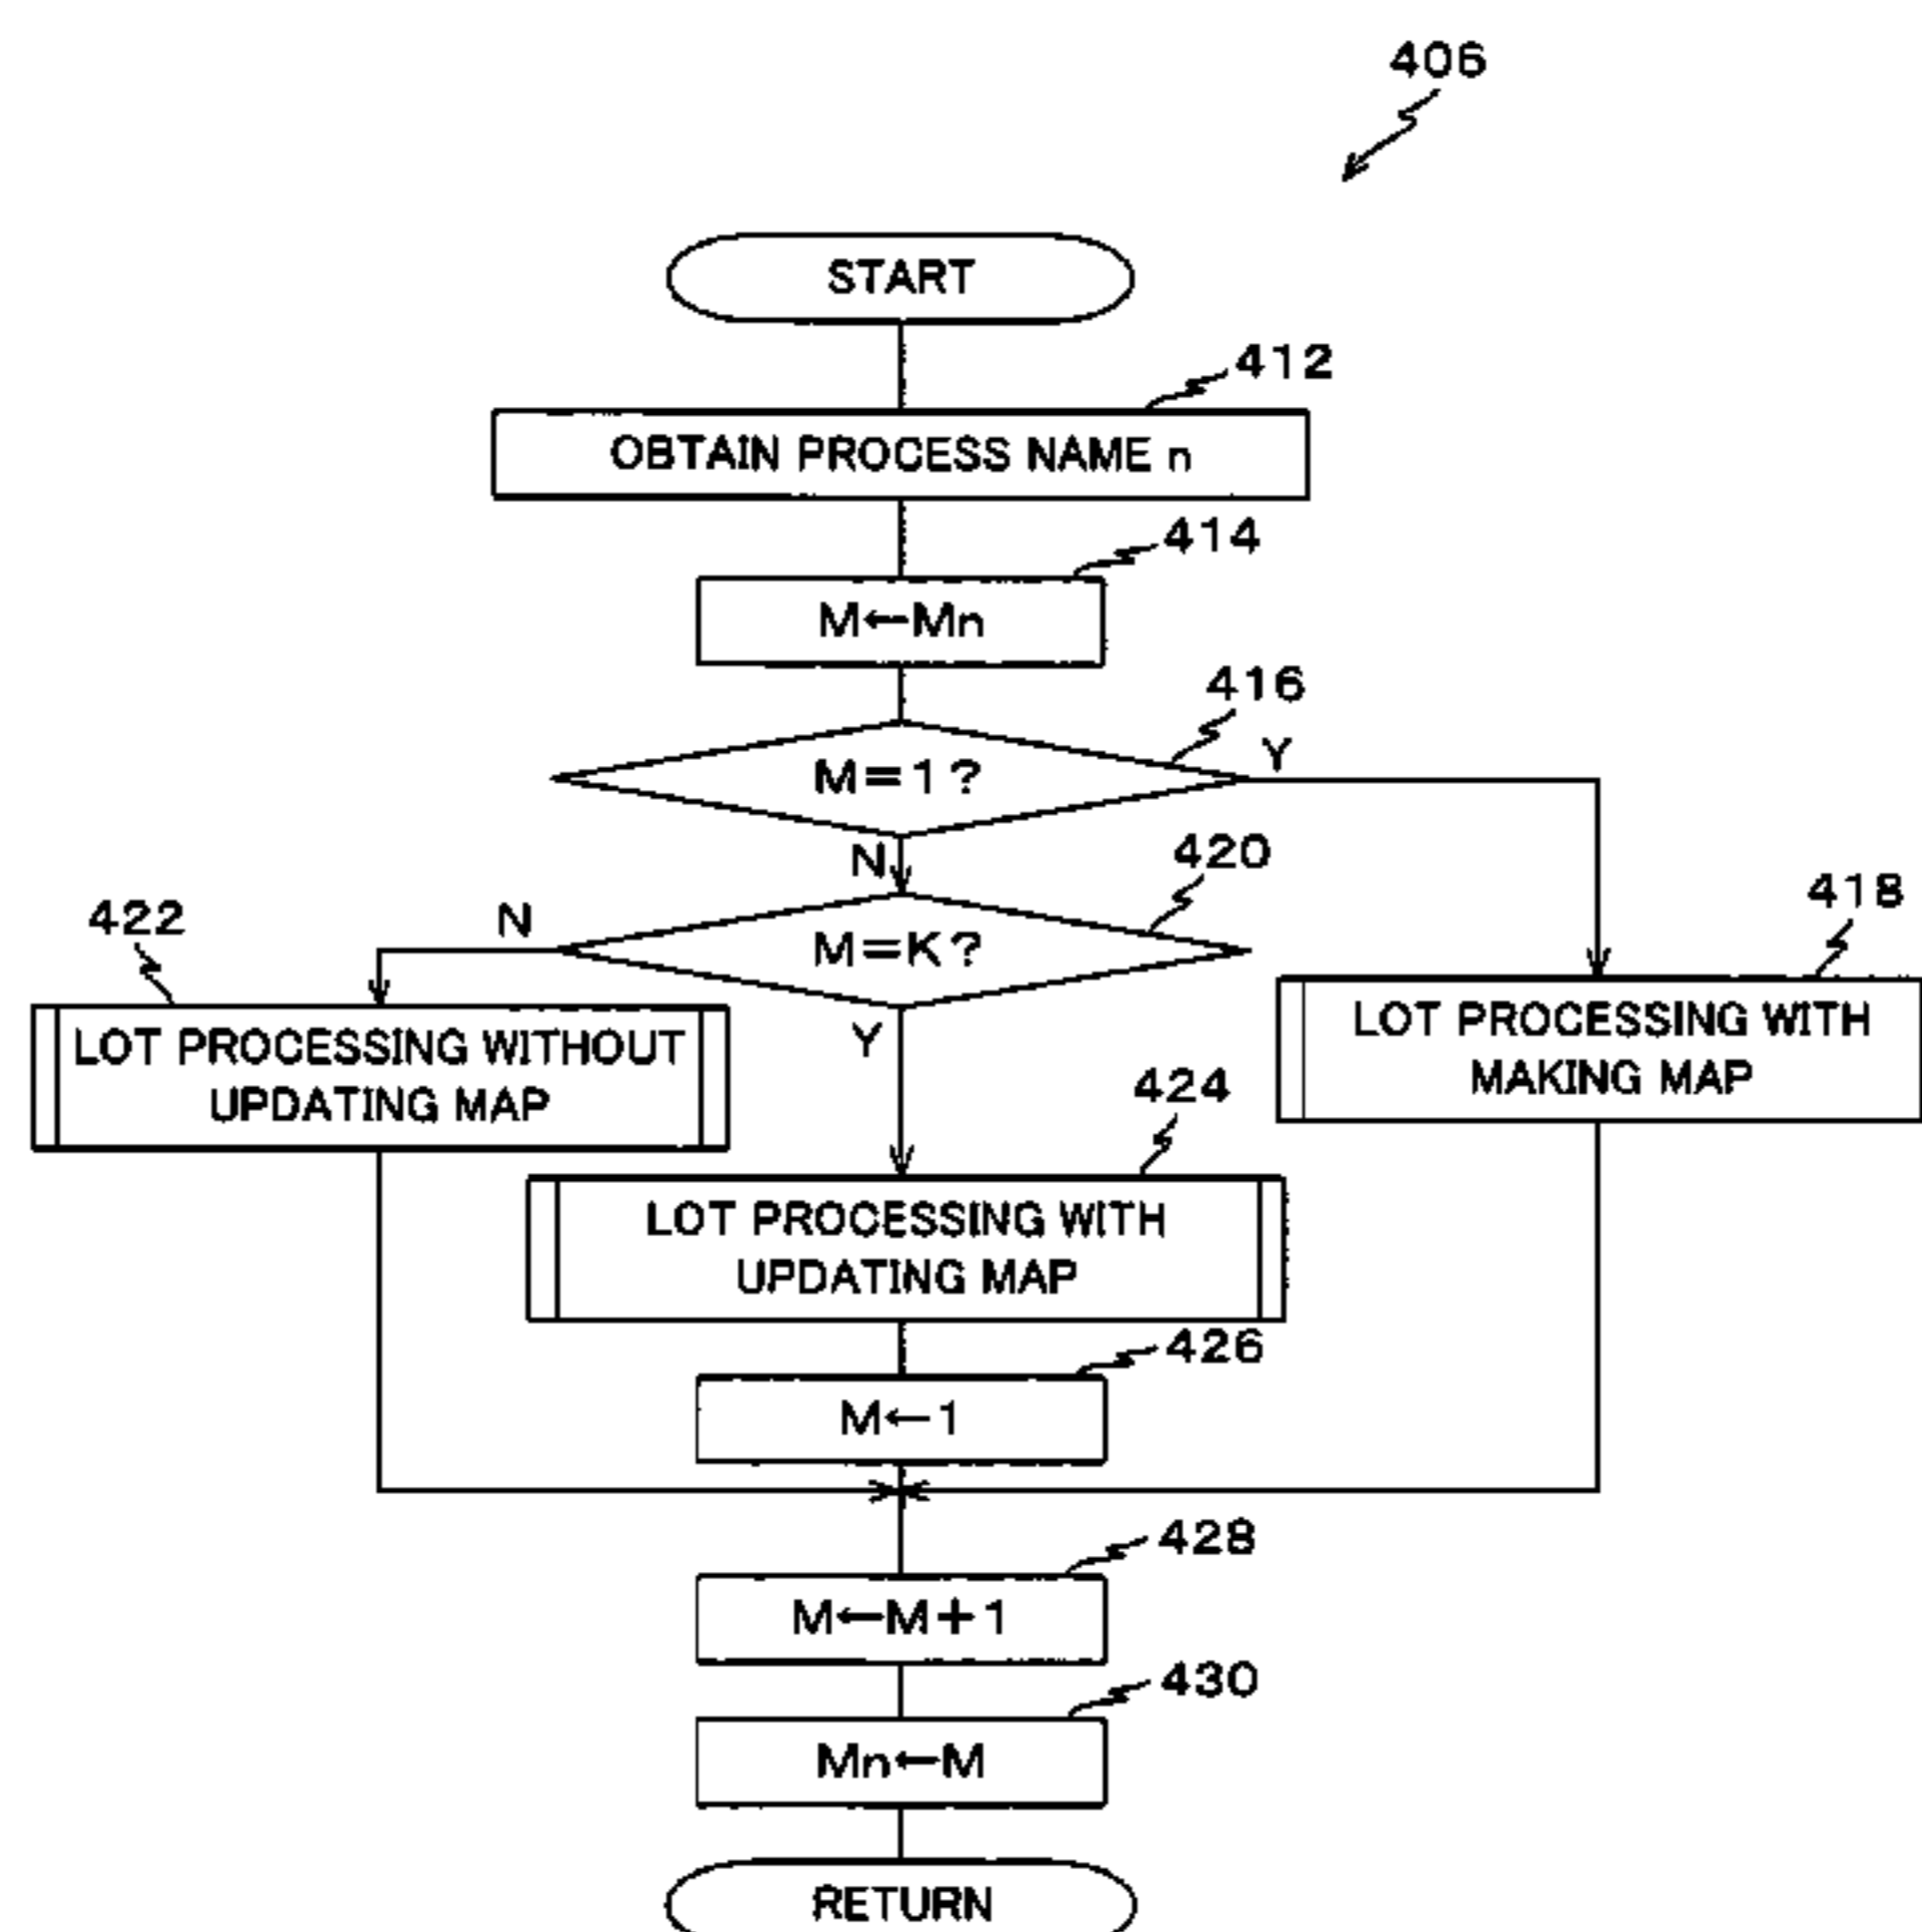 406
START
412
OBTAIN PROCESS NAME n
414
M←Mn
416
M=1?
Y
N
420
M=K?
N
Y
422
LOT PROCESSING WITHOUT
UPDATING MAP
418
LOT PROCESSING WITH
MAKING MAP
424
LOT PROCESSING WITH
UPDATING MAP
426
M←1
428
M←M+1
430
Mn←M
RETURN